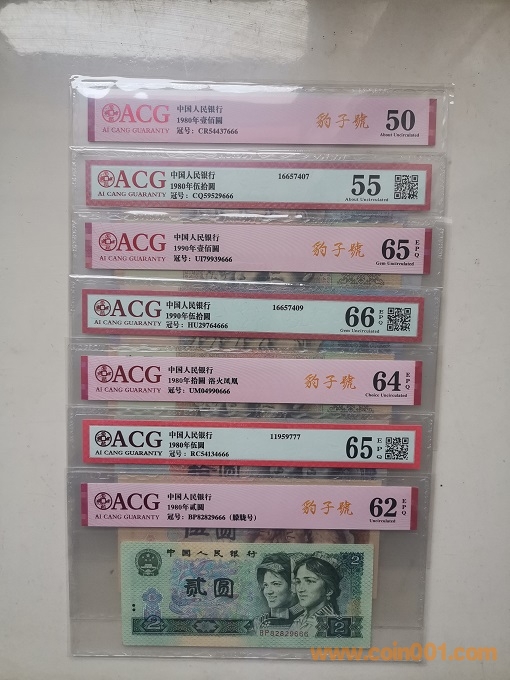 ACG
AI CANG GUARANTY
中国人民银行
1980年壹佰圆
冠号：CR54437666
豹子號
50
About Uncirculated
ACG
AI CANG GUARANTY
中国人民银行
1980年伍拾圆
冠号：CQ59529666
16657407
55
About Uncirculated
ACG
AI CANG GUARANTY
中国人民银行
1990年壹佰圆
冠号：UI79939666
豹子號
65 EPQ
Gem Uncirculated
ACG
AI CANG GUARANTY
中国人民银行
1990年伍拾圆
冠号：HU29764666
16657409
66 EPQ
Gem Uncirculated
ACG
AI CANG GUARANTY
中国人民银行
1980年拾圆 浴火凤凰
冠号：UM04990666
豹子號
64 EPQ
Choice Uncirculated
ACG
AI CANG GUARANTY
中国人民银行
1980年伍圆
冠号：RC54134666
11959777
65 EPQ
ACG
AI CANG GUARANTY
中国人民银行
1980年贰圆
冠号：BP82829666（朦胧号）
豹子號
62 EPQ
Uncirculated
中国人民银行
2
贰圆
BP82829666
2
2
www.coin001.com